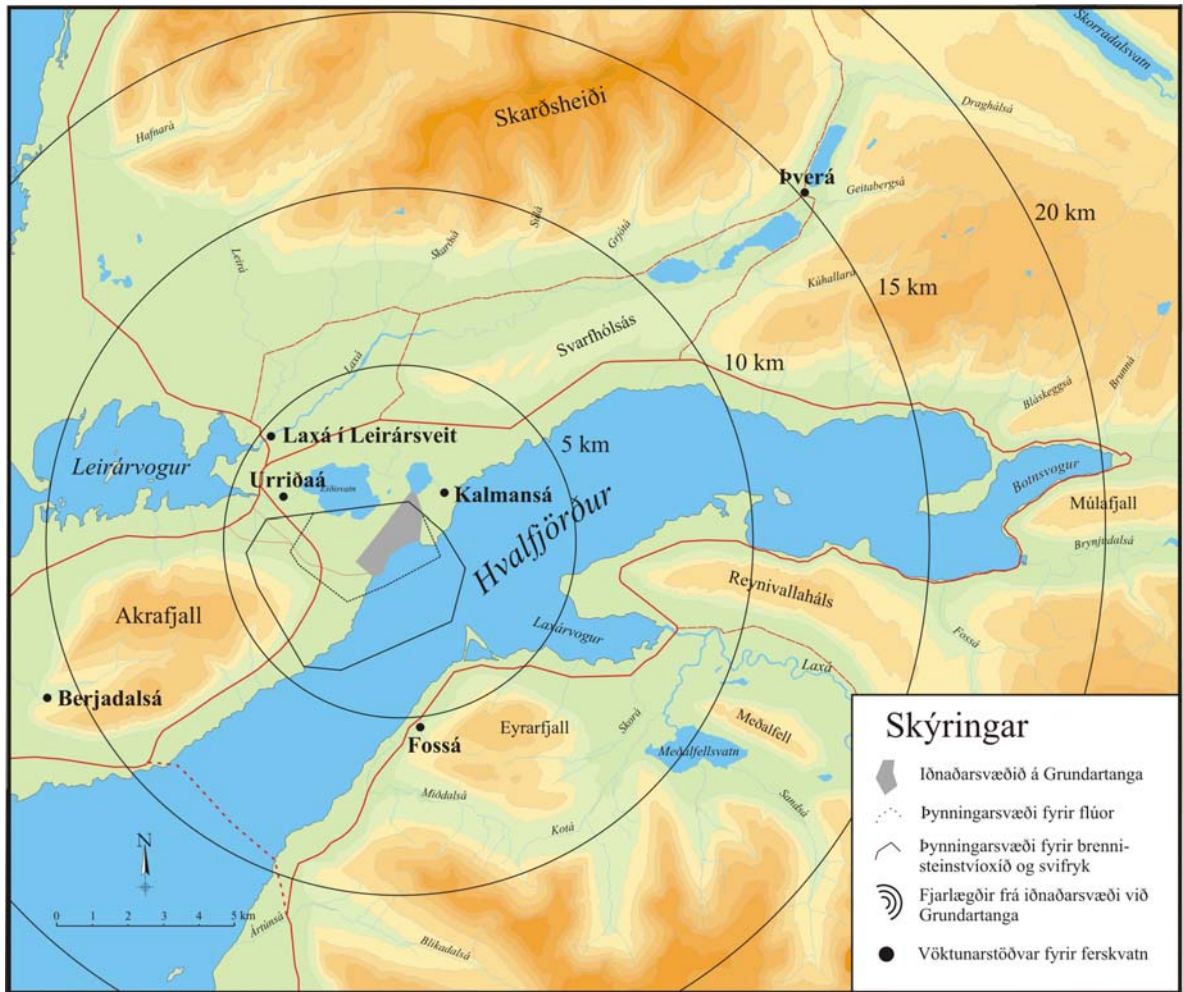 Skorradalsvatn
Draghálsá
Skarðsheiði
Hafnará
Þverá
Geitabergsá
20 km
Súlá
Grjótá
Skarðsá
Leirá
Kúhallará
15 km
Svarfhólsás
10 km
Laxá
Brunná
Bláskeggsá
Laxá í Leirársveit
5 km
Leirárvogur
Urriðaá
Eiðisvatn
Kalmansá
Botnsvogur
Múlafjall
Hvalfjörður
Brynjudalsá
Reynivallaháls
Akrafjall
Laxárvogur
Fossá
Laxá
Berjadalsá
Eyrarfjall
Skorá
Meðalfell
Fossá
Meðalfellsvatn
Miðdalsá
Sandsá
Kotá
N
0 1 2 3 4 5 km
Ártúnsá
Blikadalsá
Skýringar
Iðnaðarsvæðið á Grundartanga
Þynningarsvæði fyrir flúor
Þynningarsvæði fyrir brenni-
steinstvíoxíð og svifryk
Fjarlægðir frá iðnaðarsvæði við
Grundartanga
Vöktunarstöðvar fyrir ferskvatn